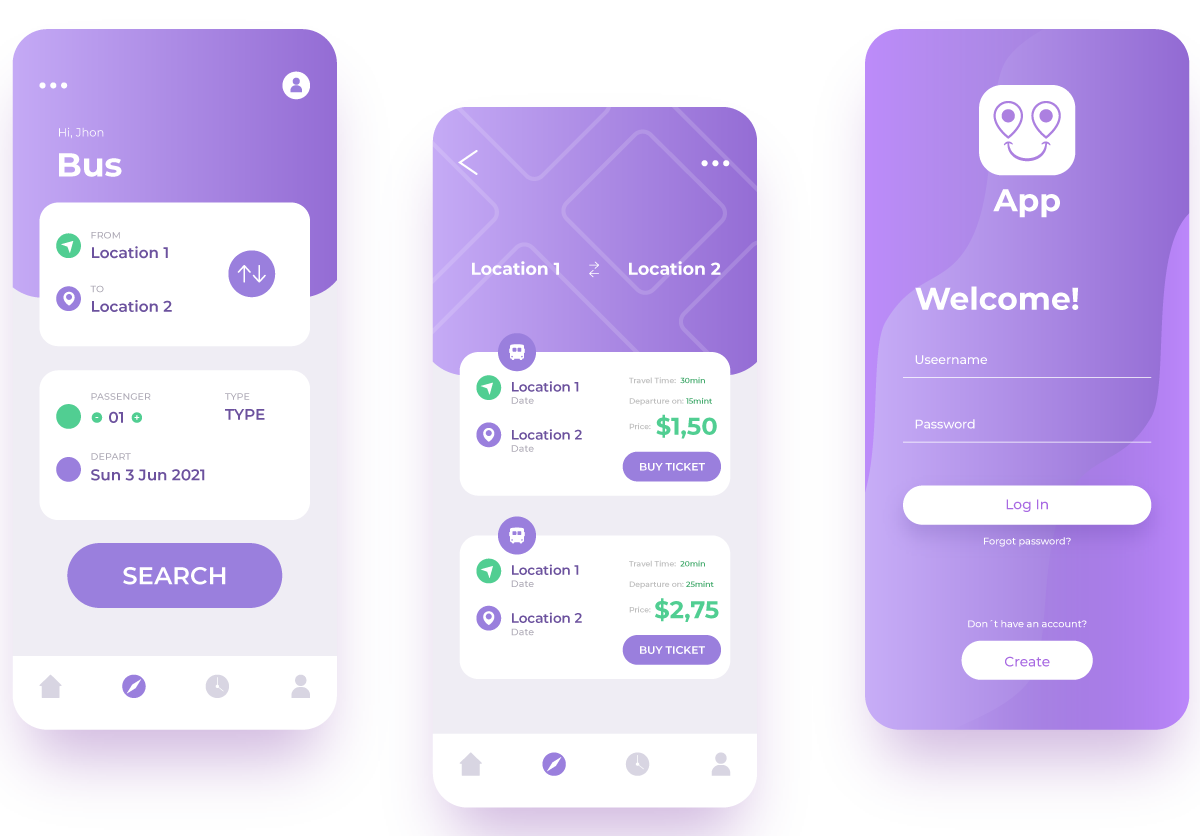 Hi, Jhon
Bus
FROM
Location 1
TO
Location 2
PASSENGER
TYPE
- 01 +
TYPE
DEPART
Sun 3 Jun 2021
SEARCH
Location 1
Location 2
Location 1
Date
Location 2
Date
Travel Time: 30min
Departure on: 15mint
Price: $1,50
BUY TICKET
Location 1
Date
Location 2
Date
Travel Time: 20min
Departure on: 25mint
Price: $2,75
BUY TICKET
App
Welcome!
Useername
Password
Log In
Forgot password?
Don´t have an account?
Create